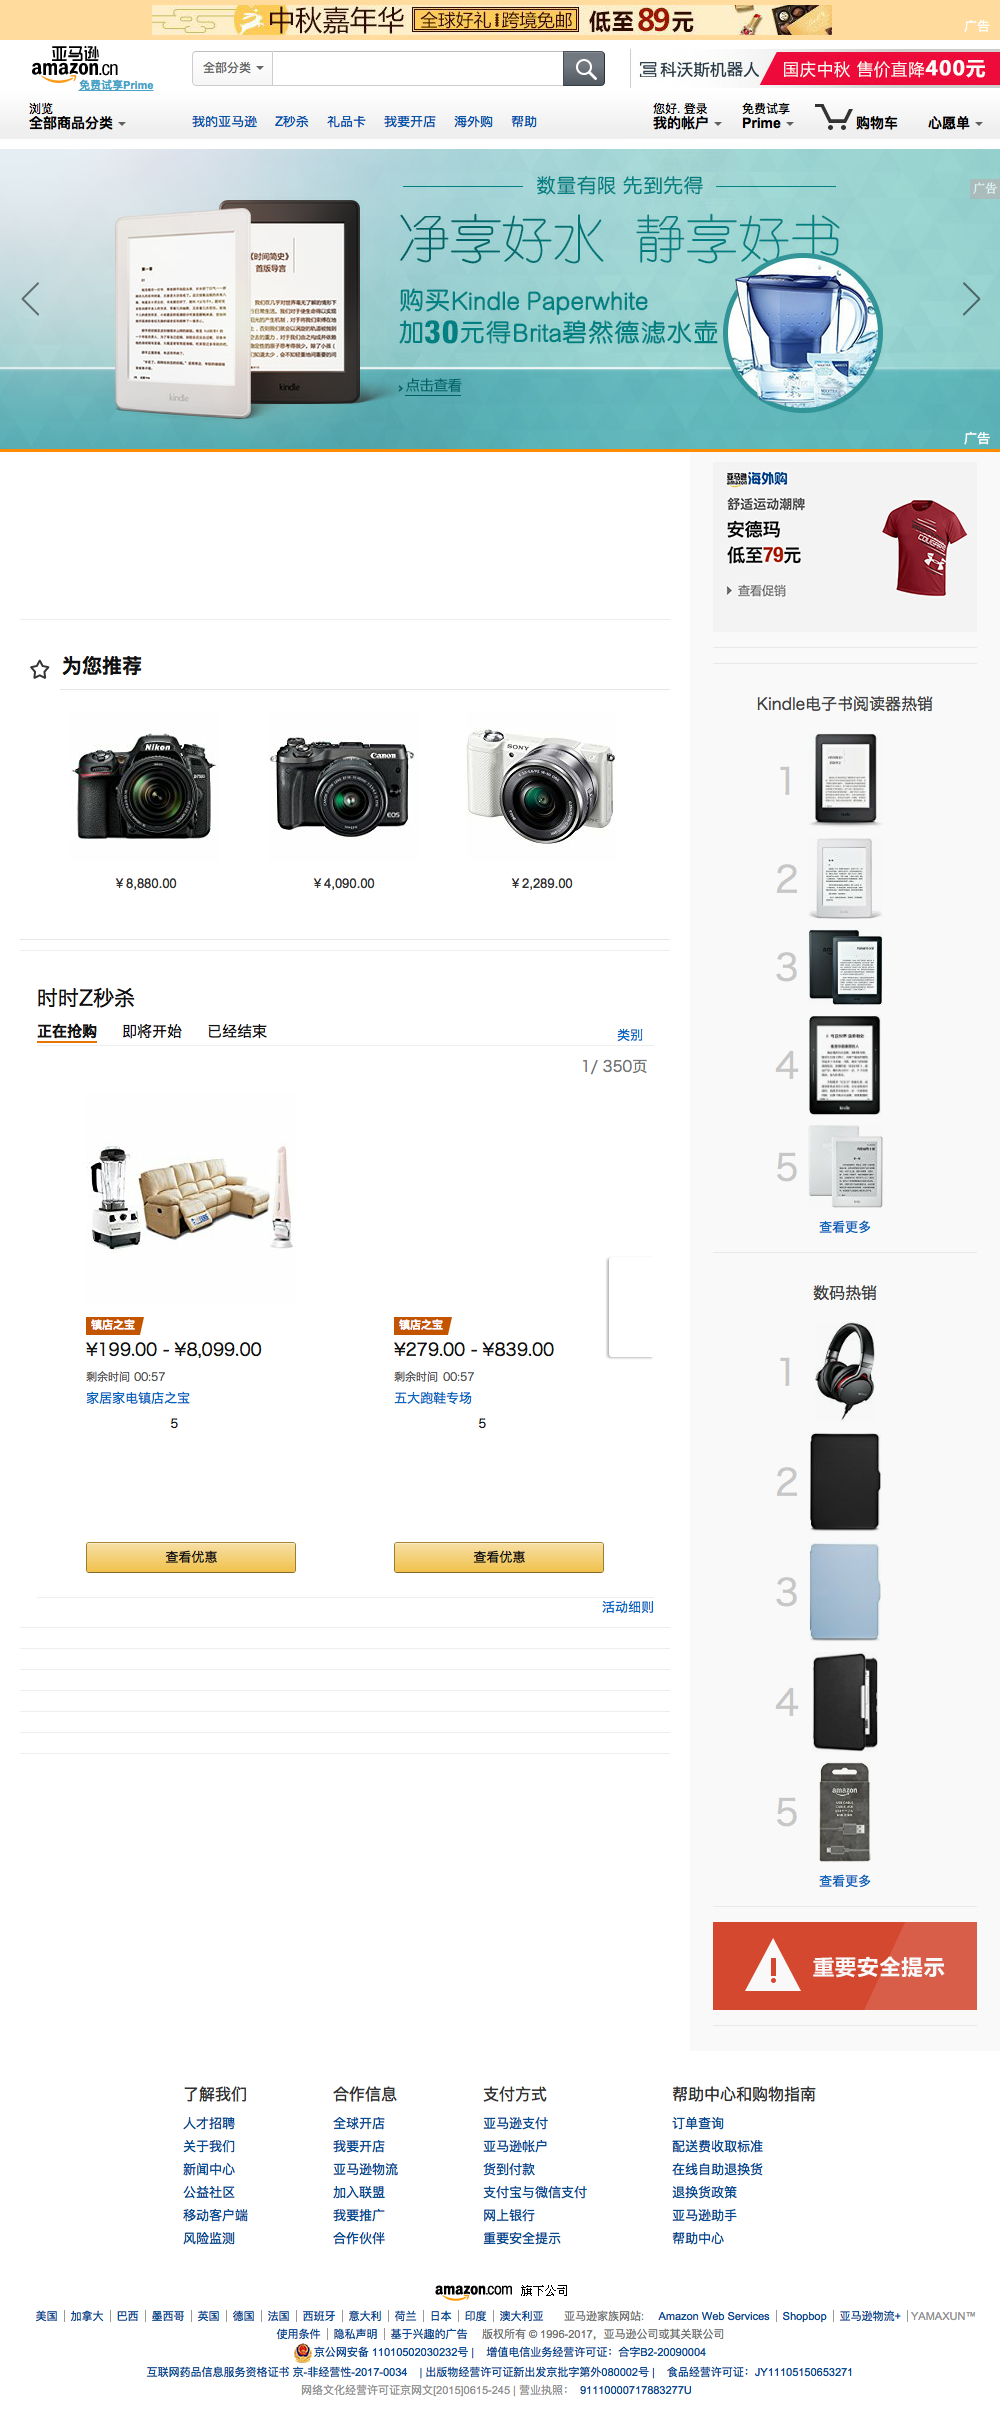 中秋嘉年华 全球好礼 跨境免邮 低至89元
广告
亚马逊
amazon.cn
免费试享Prime
全部分类
科沃斯机器人 国庆中秋 售价直降400元
浏览
全部商品分类
我的亚马逊 Z秒杀 礼品卡 我要开店 海外购 帮助
您好, 登录
我的帐户
免费试享
Prime
购物车
心愿单
数量有限 先到先得
广告
净享好水 静享好书
购买Kindle Paperwhite
加30元得Brita碧然德滤水壶
点击查看
《时间简史》
首版导言
kindle
广告
亚马逊 amazon 海外购
舒适运动潮牌
安德玛
低至79元
查看促销
为您推荐
Nikon
Canon
EOS
SONY
¥ 8,880.00
¥ 4,090.00
¥ 2,289.00
Kindle电子书阅读器热销
1
2
3
4
5
查看更多
时时Z秒杀
正在抢购 即将开始 已经结束
类别
1/ 350页
镇店之宝
¥199.00 - ¥8,099.00
剩余时间 00:57
家居家电镇店之宝
5
查看优惠
镇店之宝
¥279.00 - ¥839.00
剩余时间 00:57
五大跑鞋专场
5
查看优惠
活动细则
数码热销
1
2
3
4
5
amazon
查看更多
重要安全提示
了解我们
人才招聘
关于我们
新闻中心
公益社区
移动客户端
风险监测
合作信息
全球开店
我要开店
亚马逊物流
加入联盟
我要推广
合作伙伴
支付方式
亚马逊支付
亚马逊帐户
货到付款
支付宝与微信支付
网上银行
重要安全提示
帮助中心和购物指南
订单查询
配送费收取标准
在线自助退换货
退换货政策
亚马逊助手
帮助中心
amazon.com 旗下公司
美国 | 加拿大 | 巴西 | 墨西哥 | 英国 | 德国 | 法国 | 西班牙 | 意大利 | 荷兰 | 日本 | 印度 | 澳大利亚 亚马逊家族网站: Amazon Web Services | Shopbop | 亚马逊物流+ | YAMAXUN™
使用条件 | 隐私声明 | 基于兴趣的广告 版权所有 © 1996-2017, 亚马逊公司或其关联公司
京公网安备 11010502030232号 | 增值电信业务经营许可证：合字B2-20090004
互联网药品信息服务资格证书 京-非经营性-2017-0034 | 出版物经营许可证新出发京批字第外080002号 | 食品经营许可证：JY11105150653271
网络文化经营许可证京网文[2015]0615-245 | 营业执照： 91110000717883277U